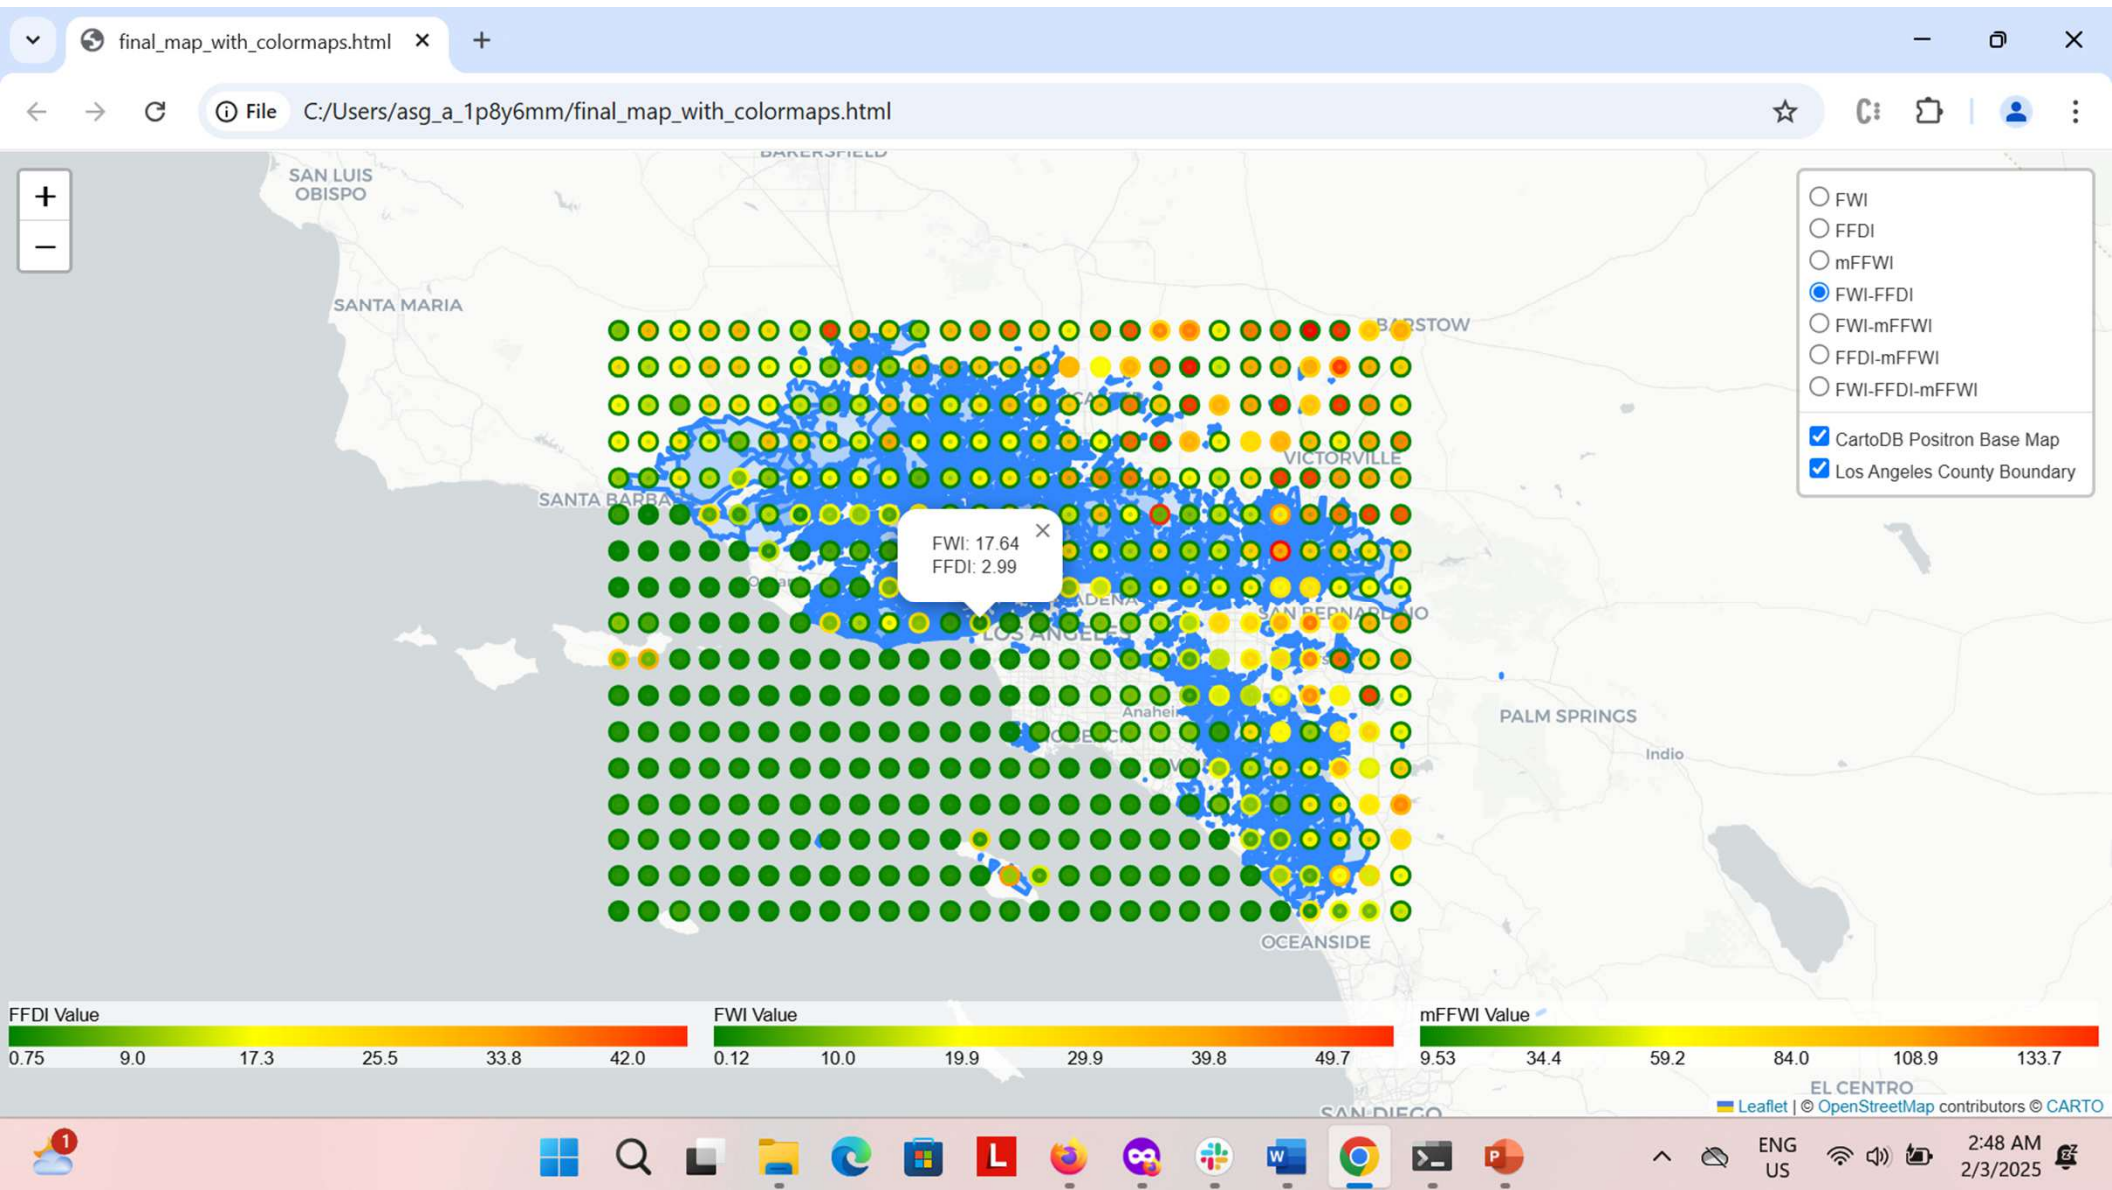 final_map_with_colormaps.html
File C:/Users/asg_a_1p8y6mm/final_map_with_colormaps.html
BAKERSFIELD
SAN LUIS
OBISPO
+
−
FWI
FFDI
mFFWI
FWI-FFDI
FWI-mFFWI
FFDI-mFFWI
FWI-FFDI-mFFWI
CartoDB Positron Base Map
Los Angeles County Boundary
SANTA MARIA
BARSTOW
VICTORVILLE
SANTA BARBA
FWI: 17.64
FFDI: 2.99
ADENA
SAN BERNARDINO
LOS ANGELES
Anaheim
PALM SPRINGS
Indio
OCEANSIDE
FFDI Value
0.75 9.0 17.3 25.5 33.8 42.0
FWI Value
0.12 10.0 19.9 29.9 39.8 49.7
mFFWI Value
9.53 34.4 59.2 84.0 108.9 133.7
EL CENTRO
SAN DIEGO
Leaflet | © OpenStreetMap contributors © CARTO
1
L
W
P
ENG
US
2:48 AM
2/3/2025